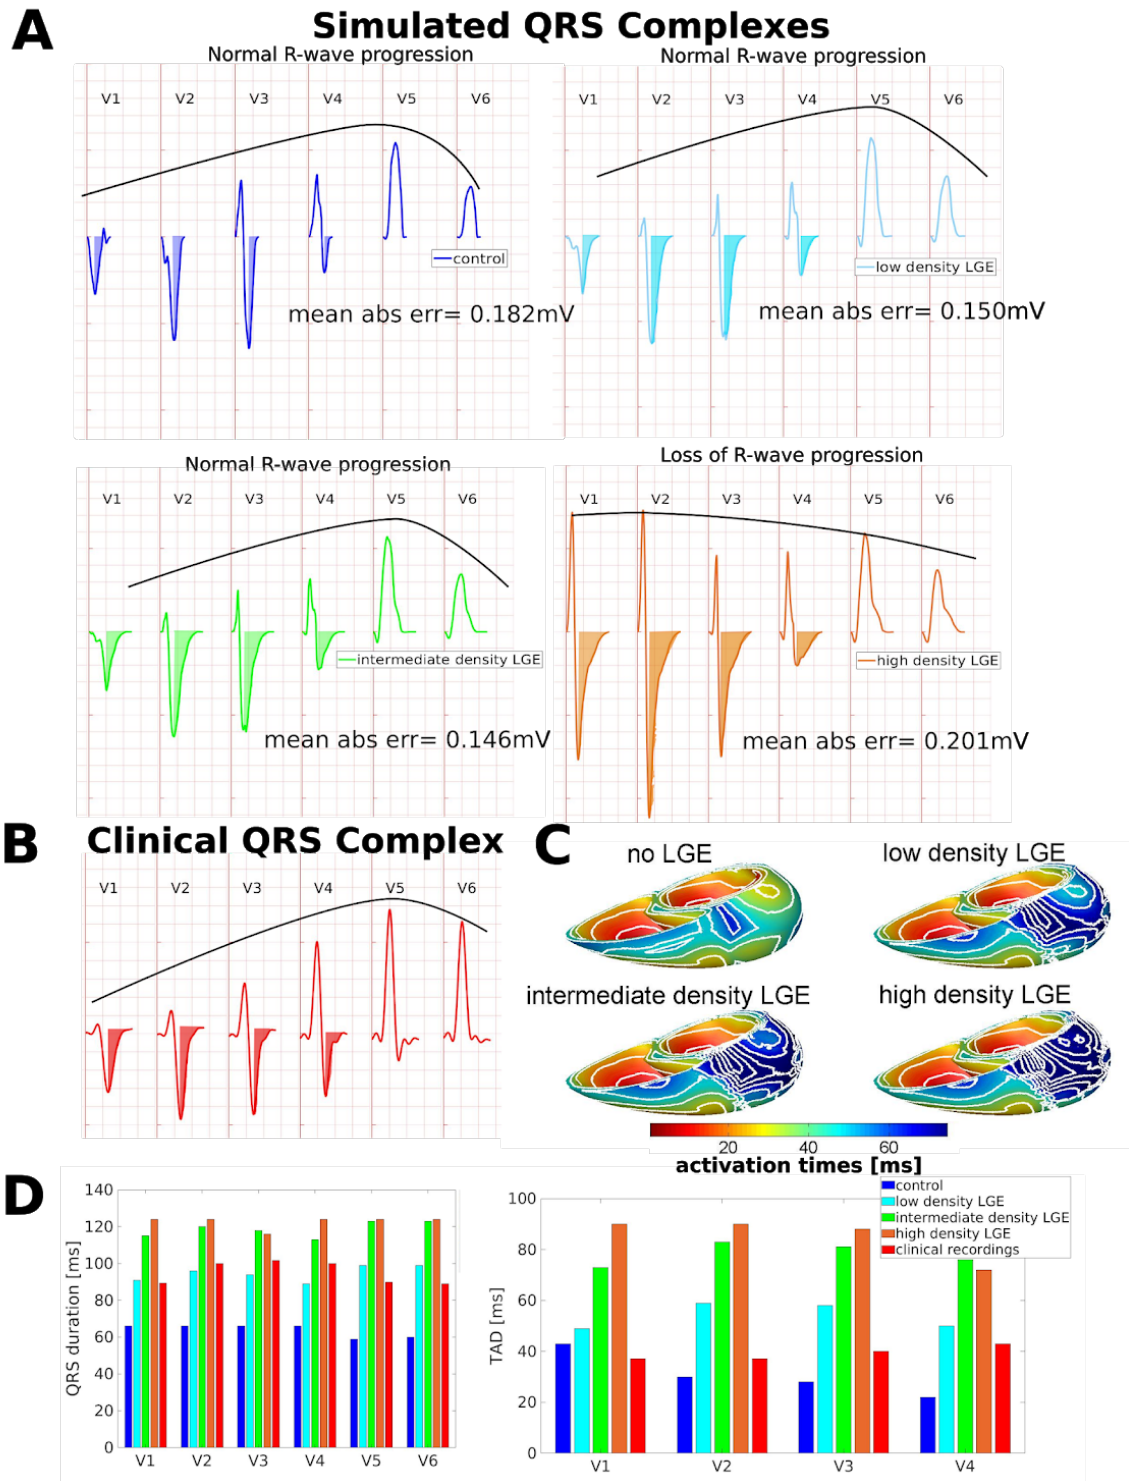 A
Simulated QRS Complexes
Normal R-wave progression
V1 V2 V3 V4 V5 V6
control
mean abs err= 0.182mV
Normal R-wave progression
V1 V2 V3 V4 V5 V6
low density LGE
mean abs err= 0.150mV
Normal R-wave progression
V1 V2 V3 V4 V5 V6
intermediate density LGE
mean abs err= 0.146mV
Loss of R-wave progression
V1 V2 V3 V4 V5 V6
high density LGE
mean abs err= 0.201mV
B
Clinical QRS Complex
V1 V2 V3 V4 V5 V6
C
no LGE
low density LGE
intermediate density LGE
high density LGE
20 40 60
activation times [ms]
D
QRS duration [ms]
140
120
100
80
60
40
20
0
V1 V2 V3 V4 V5 V6
TAD [ms]
100
80
60
40
20
0
V1 V2 V3 V4
control
low density LGE
intermediate density LGE
high density LGE
clinical recordings